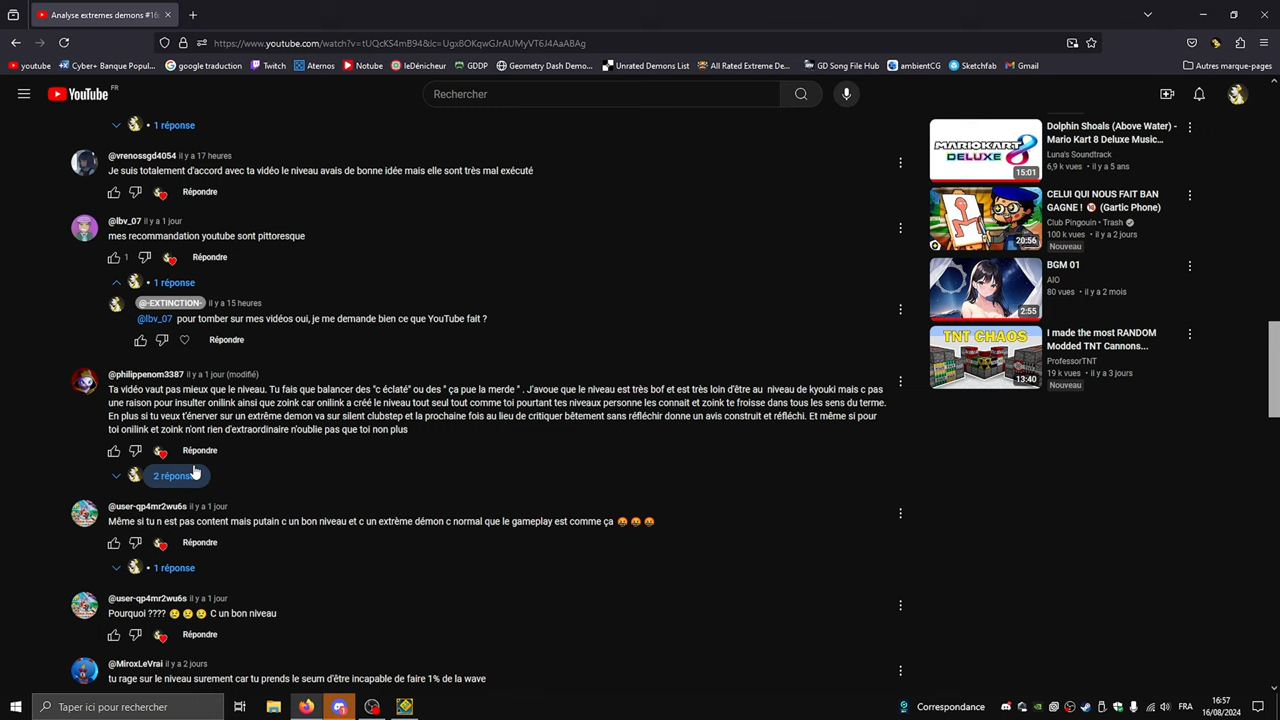 Analyse extremes demons #16
https://www.youtube.com/watch?v=tUQcKS4mB94&lc=Ugx8OKqwGJrAUMyVT6J4AaABAg
youtube
Cyber+ Banque Popul...
google traduction
Twitch
Aternos
Notube
leDénicheur
GDDP
Geometry Dash Demo...
Unrated Demons List
All Rated Extreme De...
GD Song File Hub
ambientCG
Sketchfab
Gmail
Autres marque-pages
YouTube FR
Rechercher
• 1 réponse
@vrenossgd4054 il y a 17 heures
Je suis totalement d'accord avec ta vidéo le niveau avais de bonne idée mais elle sont très mal exécuté
Répondre
@lbv_07 il y a 1 jour
mes recommandation youtube sont pittoresque
1 Répondre
• 1 réponse
@-EXTINCTION- il y a 15 heures
@lbv_07 pour tomber sur mes vidéos oui, je me demande bien ce que YouTube fait ?
Répondre
@philippenom3387 il y a 1 jour (modifié)
Ta vidéo vaut pas mieux que le niveau. Tu fais que balancer des "c éclaté" ou des " ça pue la merde " . J'avoue que le niveau est très bof et est très loin d'être au niveau de kyouki mais c pas
une raison pour insulter onilink ainsi que zoink car onilink a créé le niveau tout seul tout comme toi pourtant tes niveaux personne les connait et zoink te froisse dans tous les sens du terme.
En plus si tu veux t'énerver sur un extrême demon va sur silent clubstep et la prochaine fois au lieu de critiquer bêtement sans réfléchir donne un avis construit et réfléchi. Et même si pour
toi onilink et zoink n'ont rien d'extraordinaire n'oublie pas que toi non plus
Répondre
2 répons
@user-qp4mr2wu6s il y a 1 jour
Même si tu n est pas content mais putain c un bon niveau et c un extrème démon c normal que le gameplay est comme ça 🤬 🤬 🤬
Répondre
• 1 réponse
@user-qp4mr2wu6s il y a 1 jour
Pourquoi ???? 😢 😢 😢 C un bon niveau
Répondre
@MiroxLeVrai il y a 2 jours
tu rage sur le niveau surement car tu prends le seum d'être incapable de faire 1% de la wave
MARIOKART 8
DELUXE
15:01
Dolphin Shoals (Above Water) -
Mario Kart 8 Deluxe Music...
Luna's Soundtrack
6,9 k vues • il y a 5 ans
20:56
CELUI QUI NOUS FAIT BAN
GAGNE ! 🔞 (Gartic Phone)
Club Pingouin • Trash
100 k vues • il y a 2 jours
Nouveau
2:55
BGM 01
AIO
80 vues • il y a 2 mois
TNT CHAOS
13:40
I made the most RANDOM
Modded TNT Cannons...
ProfessorTNT
19 k vues • il y a 3 jours
Nouveau
Taper ici pour rechercher
Correspondance
FRA
16:57
16/08/2024